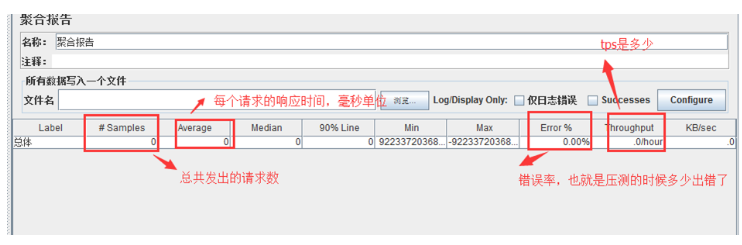 聚合报告
名称: 聚合报告
tps是多少
注释:
所有数据写入一个文件
文件名 每个请求的响应时间，毫秒单位 浏览... Log/Display Only: 仅日志错误 Successes Configure
Label # Samples Average Median 90% Line Min Max Error % Throughput KB/sec
总体 0 0 0 0 92233720368... -92233720368... 0.00% .0/hour .0
总共发出的请求数
错误率，也就是压测的时候多少出错了